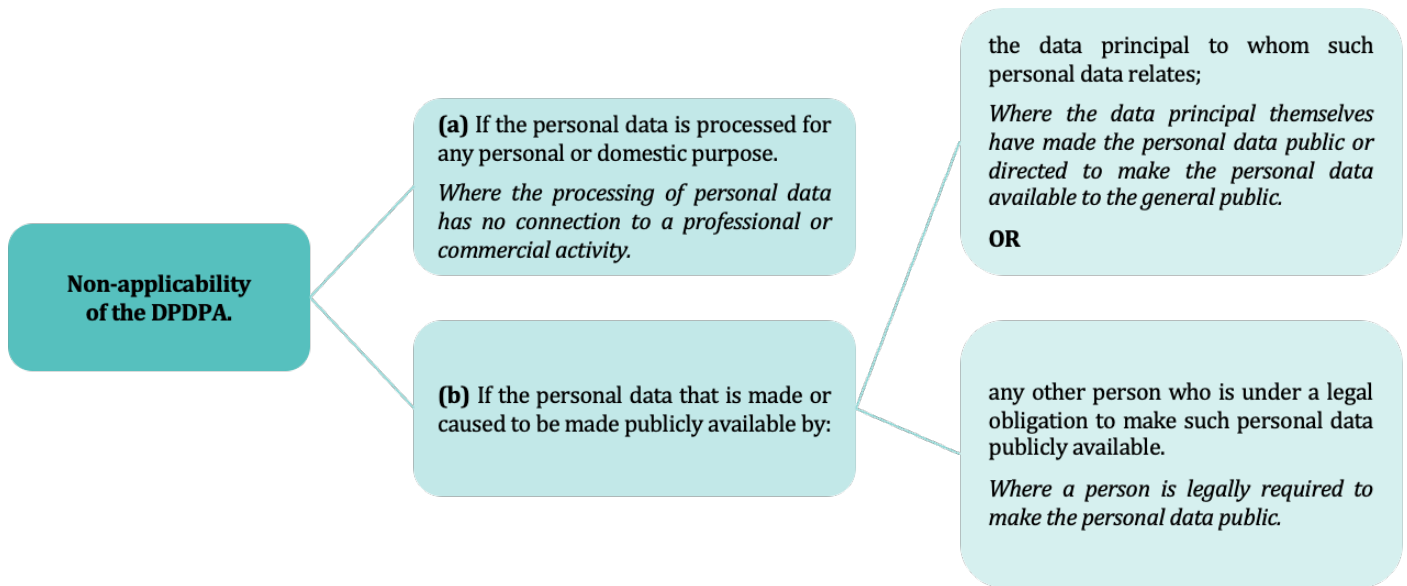 Non-applicability
of the DPDPA.
(a) If the personal data is processed for
any personal or domestic purpose.
Where the processing of personal data
has no connection to a professional or
commercial activity.
(b) If the personal data that is made or
caused to be made publicly available by:
the data principal to whom such
personal data relates;
Where the data principal themselves
have made the personal data public or
directed to make the personal data
available to the general public.
OR
any other person who is under a legal
obligation to make such personal data
publicly available.
Where a person is legally required to
make the personal data public.